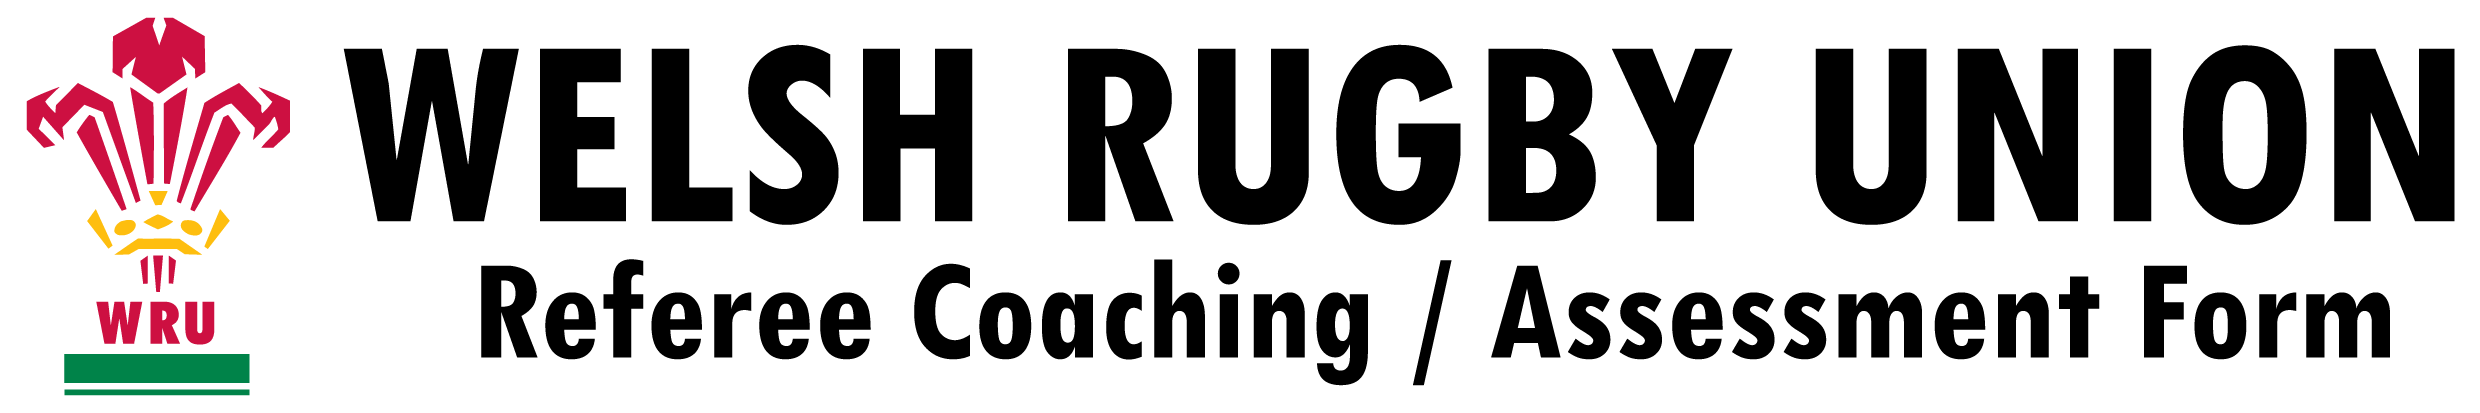 WELSH RUGBY UNION
Referee Coaching / Assessment Form
WRU